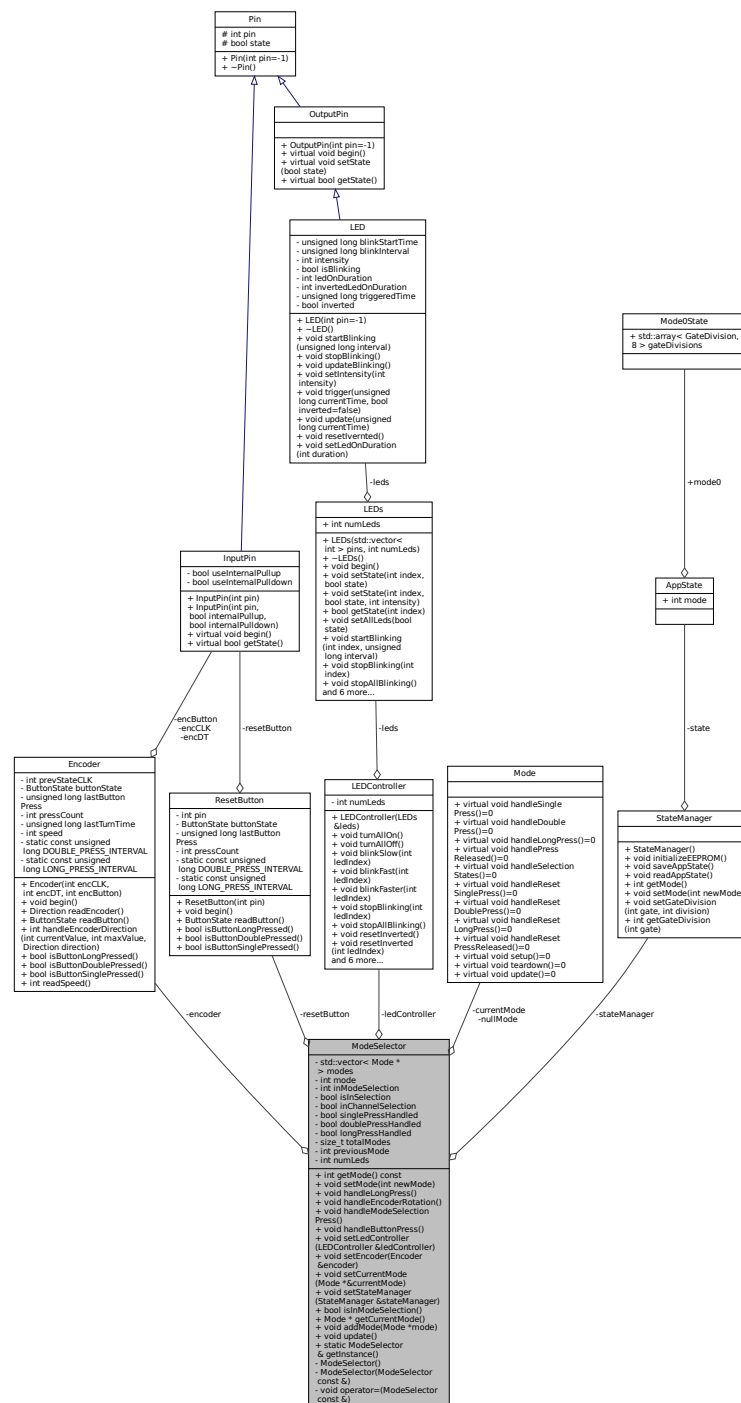 Pin
# int pin
# bool state
+ Pin(int pin=-1)
+ ~Pin()
OutputPin
+ OutputPin(int pin=-1)
+ virtual void begin()
+ virtual void setState
(bool state)
+ virtual bool getState()
LED
- unsigned long blinkStartTime
- unsigned long blinkInterval
- int intensity
- bool isBlinking
- int ledOnDuration
- int invertedLedOnDuration
- unsigned long triggeredTime
- bool inverted
+ LED(int pin=-1)
+ ~LED()
+ void startBlinking
(unsigned long interval)
+ void stopBlinking()
+ void updateBlinking()
+ void setIntensity(int
intensity)
+ void trigger(unsigned
long currentTime, bool
inverted=false)
+ void update(unsigned
long currentTime)
+ void resetIvernted()
+ void setLedOnDuration
(int duration)
Mode0State
+ std::array< GateDivision,
8 > gateDivisions
-leds
+mode0
LEDs
+ int numLeds
+ LEDs(std::vector<
int > pins, int numLeds)
+ ~LEDs()
+ void begin()
+ void setState(int index,
bool state)
+ void setState(int index,
bool state, int intensity)
+ bool getState(int index)
+ void setAllLeds(bool
state)
+ void startBlinking
(int index, unsigned
long interval)
+ void stopBlinking(int
index)
+ void stopAllBlinking()
and 6 more...
InputPin
- bool useInternalPullup
- bool useInternalPulldown
+ InputPin(int pin)
+ InputPin(int pin,
bool internalPullup,
bool internalPulldown)
+ virtual void begin()
+ virtual bool getState()
AppState
+ int mode
-encButton
-encCLK
-encDT
-resetButton
-leds
-state
Encoder
- int prevStateCLK
- ButtonState buttonState
- unsigned long lastButton
Press
- int pressCount
- unsigned long lastTurnTime
- int speed
- static const unsigned
long DOUBLE_PRESS_INTERVAL
- static const unsigned
long LONG_PRESS_INTERVAL
+ Encoder(int encCLK,
int encDT, int encButton)
+ void begin()
+ Direction readEncoder()
+ ButtonState readButton()
+ int handleEncoderDirection
(int currentValue, int maxValue,
Direction direction)
+ bool isButtonLongPressed()
+ bool isButtonDoublePressed()
+ bool isButtonSinglePressed()
+ int readSpeed()
ResetButton
- int pin
- ButtonState buttonState
- unsigned long lastButton
Press
- int pressCount
- static const unsigned
long DOUBLE_PRESS_INTERVAL
- static const unsigned
long LONG_PRESS_INTERVAL
+ ResetButton(int pin)
+ void begin()
+ ButtonState readButton()
+ bool isButtonLongPressed()
+ bool isButtonDoublePressed()
+ bool isButtonSinglePressed()
LEDController
- int numLeds
+ LEDController(LEDs
&leds)
+ void turnAllOn()
+ void turnAllOff()
+ void blinkSlow(int
ledIndex)
+ void blinkFast(int
ledIndex)
+ void blinkFaster(int
ledIndex)
+ void stopBlinking(int
ledIndex)
+ void stopAllBlinking()
+ void resetInverted()
+ void resetInverted
(int ledIndex)
and 6 more...
Mode
+ virtual void handleSingle
Press()=0
+ virtual void handleDouble
Press()=0
+ virtual void handleLongPress()=0
+ virtual void handlePress
Released()=0
+ virtual void handleSelection
States()=0
+ virtual void handleReset
SinglePress()=0
+ virtual void handleReset
DoublePress()=0
+ virtual void handleReset
LongPress()=0
+ virtual void handleReset
PressReleased()=0
+ virtual void setup()=0
+ virtual void teardown()=0
+ virtual void update()=0
StateManager
+ StateManager()
+ void initializeEEPROM()
+ void saveAppState()
+ void readAppState()
+ int getMode()
+ void setMode(int newMode)
+ void setGateDivision
(int gate, int division)
+ int getGateDivision
(int gate)
-encoder
-resetButton
-ledController
-currentMode
-nullMode
-stateManager
ModeSelector
- std::vector< Mode *
> modes
- int mode
- int inModeSelection
- bool isInSelection
- bool inChannelSelection
- bool singlePressHandled
- bool doublePressHandled
- bool longPressHandled
- size_t totalModes
- int previousMode
- int numLeds
+ int getMode() const
+ void setMode(int newMode)
+ void handleLongPress()
+ void handleEncoderRotation()
+ void handleModeSelection
Press()
+ void handleButtonPress()
+ void setLedController
(LEDController &ledController)
+ void setEncoder(Encoder
&encoder)
+ void setCurrentMode
(Mode *&currentMode)
+ void setStateManager
(StateManager &stateManager)
+ bool isInModeSelection()
+ Mode * getCurrentMode()
+ void addMode(Mode *mode)
+ void update()
+ static ModeSelector
& getInstance()
- ModeSelector()
- ModeSelector(ModeSelector
const &)
- void operator=(ModeSelector
const &)